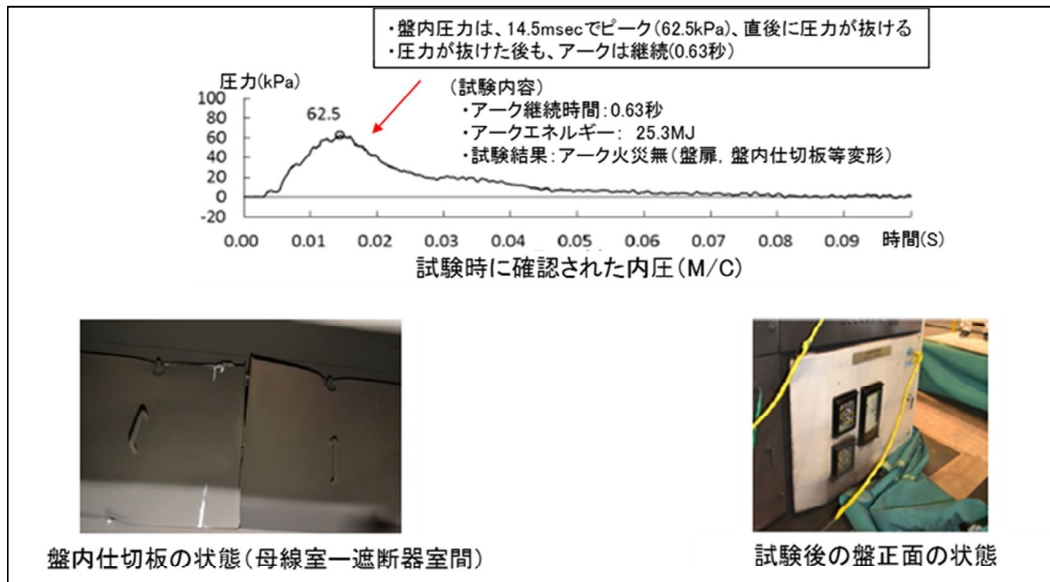 ・盤内圧力は、14.5msecでピーク(62.5kPa)、直後に圧力が抜ける
・圧力が抜けた後も、アークは継続(0.63秒)
圧力(kPa)
(試験内容)
・アーク継続時間:0.63秒
・アークエネルギー: 25.3MJ
・試験結果:アーク火災無(盤扉, 盤内仕切板等変形)
62.5
100
80
60
40
20
0
-20
0.00 0.01 0.02 0.03 0.04 0.05 0.06 0.07 0.08 0.09 時間(S)
試験時に確認された内圧(M/C)
盤内仕切板の状態(母線室ー遮断器室間)
試験後の盤正面の状態